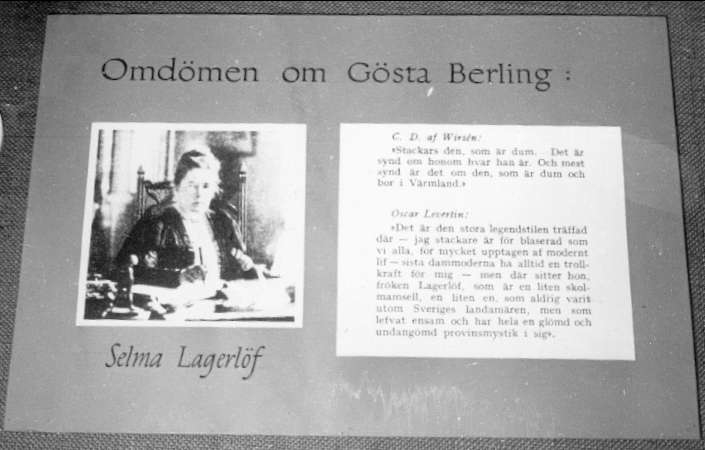 Omdömen om Gösta Berling:
C. D. af Wirsén:
»Stackars den, som är dum. Det är
synd om honom hvar han är. Och mest
synd är det om den, som är dum och
bor i Värmland.»
Oscar Levertin:
»Det är den stora legendstilen träffad
där — jag stackare är för blaserad som
vi alla, för mycket upptagen af modernt
lif — sista dammoderna ha alltid en troll-
kraft för mig — men där sitter hon,
fröken Lagerlöf, som är en liten skol-
mamsell, en liten en, som aldrig varit
utom Sveriges landamären, men som
lefvat ensam och har hela en glömd och
undangömd provinsmystik i sig».
Selma Lagerlöf